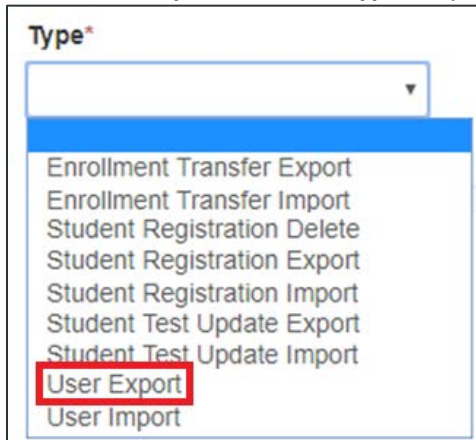 Type*
Enrollment Transfer Export
Enrollment Transfer Import
Student Registration Delete
Student Registration Export
Student Registration Import
Student Test Update Export
Student Test Update Import
User Export
User Import